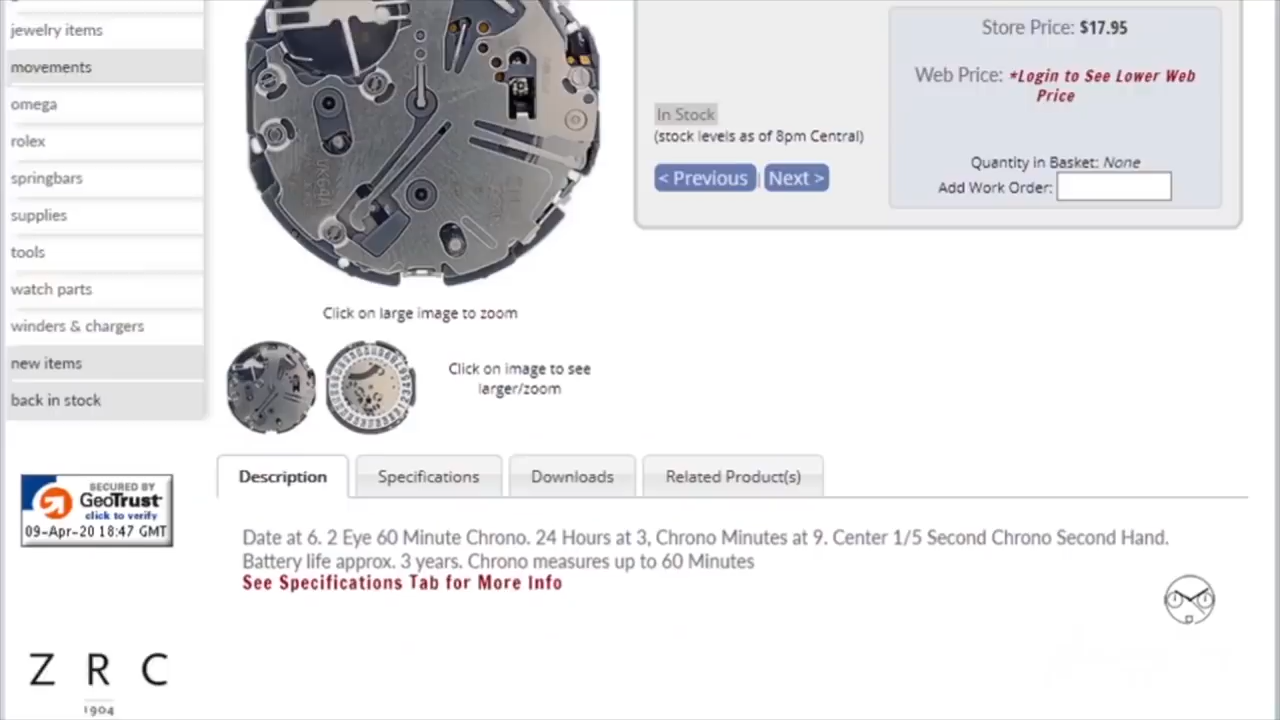 jewelry items
movements
omega
rolex
springbars
supplies
tools
watch parts
winders & chargers
new items
back in stock
SECURED BY
GeoTrust
click to verify
09-Apr-20 18:47 GMT
Z R C
1904
Click on large image to zoom
Click on image to see
larger/zoom
In Stock
(stock levels as of 8pm Central)
< Previous | Next >
Store Price: $17.95
Web Price: *Login to See Lower Web
Price
Quantity in Basket: None
Add Work Order:
Description
Specifications
Downloads
Related Product(s)
Date at 6. 2 Eye 60 Minute Chrono. 24 Hours at 3, Chrono Minutes at 9. Center 1/5 Second Chrono Second Hand.
Battery life approx. 3 years. Chrono measures up to 60 Minutes
See Specifications Tab for More Info